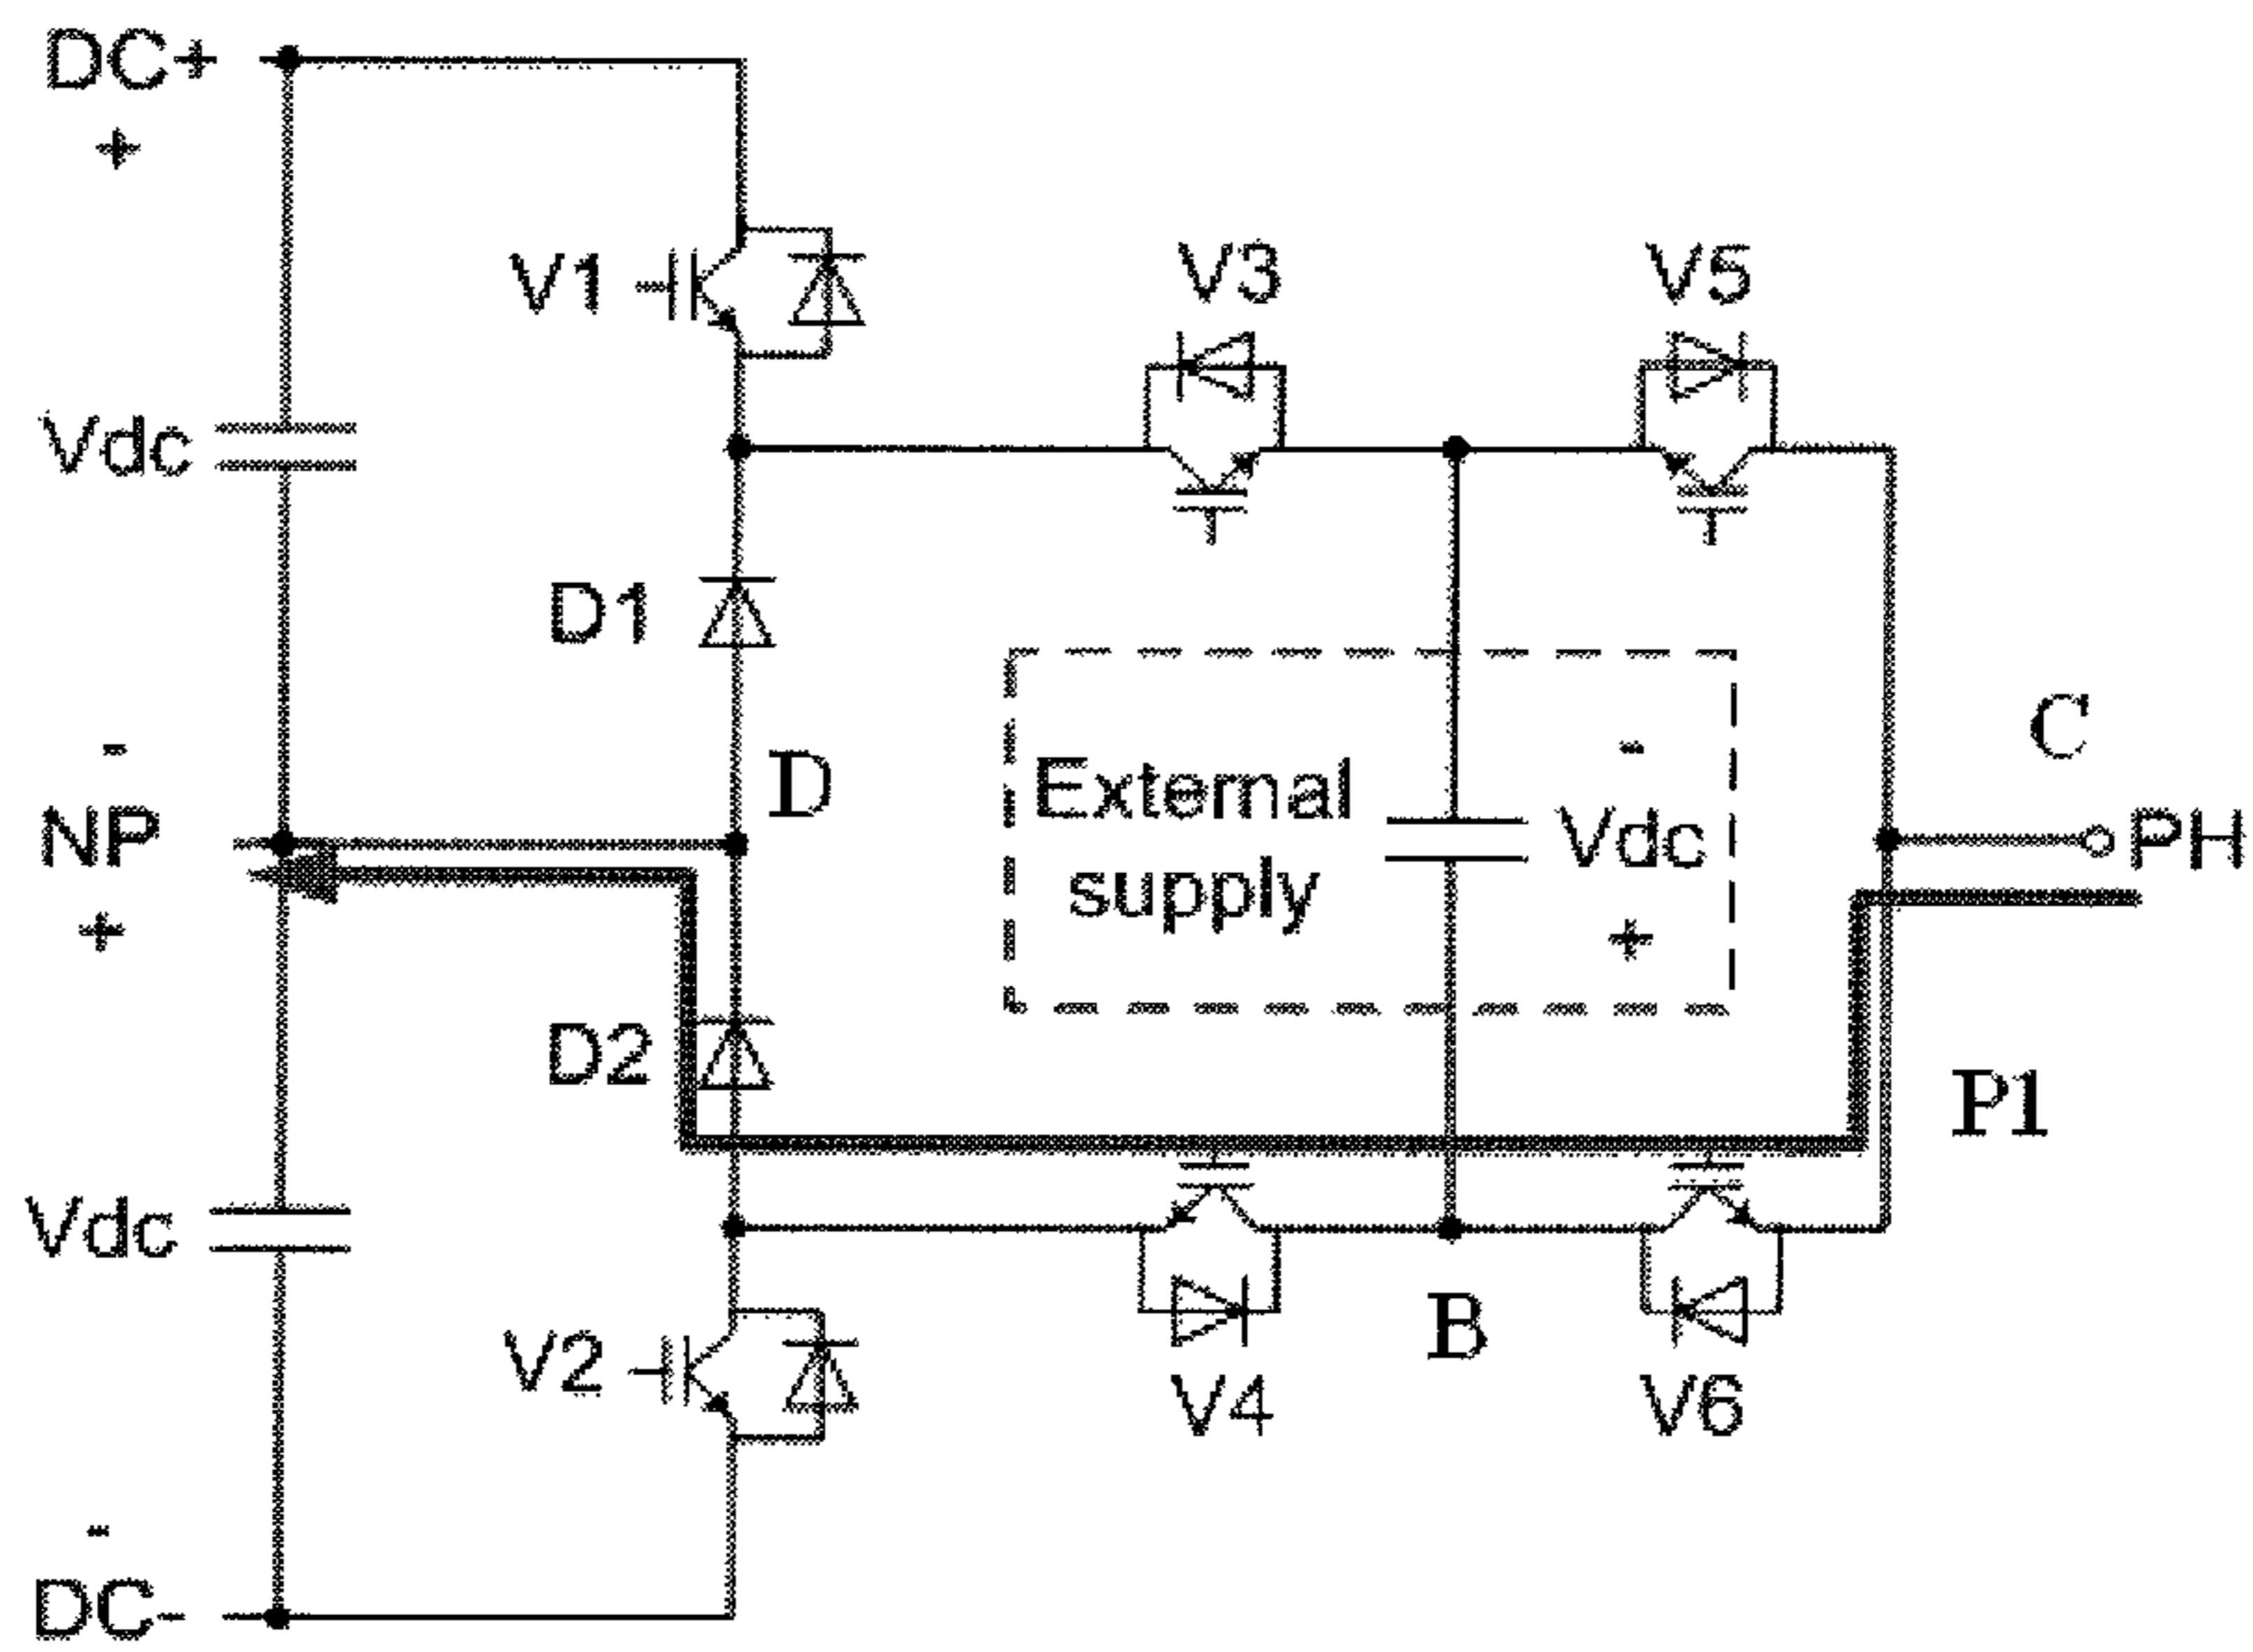 DC+
+
V1
V3
V5
Vdc
D1
-
NP
+
D
External
supply
-
Vdc
+
C
PH
D2
P1
Vdc
V2
B
V4
V6
-
DC-